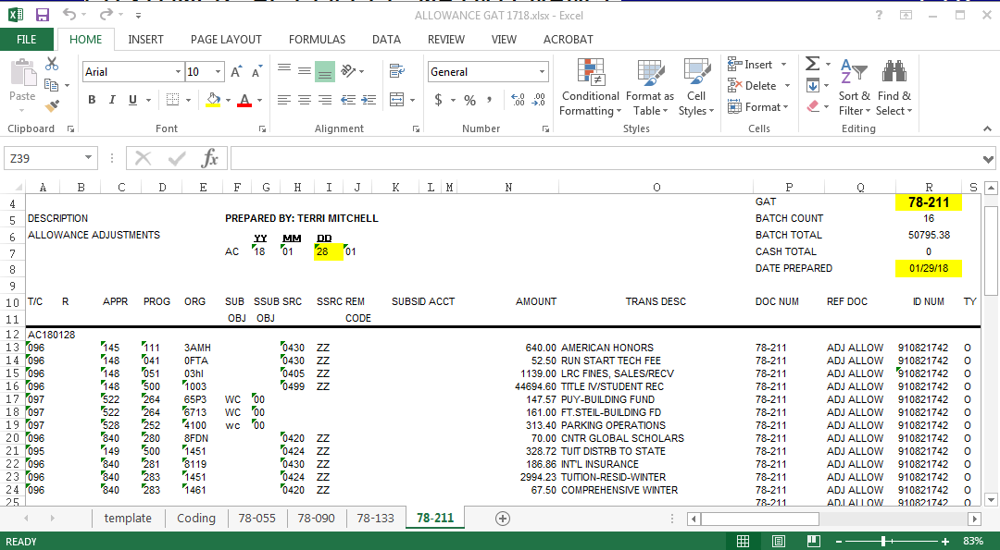 ALLOWANCE GAT 1718.xlsx - Excel
FILE HOME INSERT PAGE LAYOUT FORMULAS DATA REVIEW VIEW ACROBAT
Arial 10 General Insert
Paste B I U $ % , Conditional Format as Cell Delete Sort & Find &
Formatting Table Styles Format Filter Select
Clipboard Font Alignment Number Styles Cells Editing
Z39 fx
A B C D E F G H I J K L M N O P Q R S
4 GAT 78-211
5 DESCRIPTION PREPARED BY: TERRI MITCHELL BATCH COUNT 16
6 ALLOWANCE ADJUSTMENTS YY MM DD BATCH TOTAL 50795.38
7 AC 18 01 28 01 CASH TOTAL 0
8 DATE PREPARED 01/29/18
9
10 T/C R APPR PROG ORG SUB SSUB SRC SSRC REM SUBSID ACCT AMOUNT TRANS DESC DOC NUM REF DOC ID NUM TY
11 OBJ OBJ CODE
12 AC180128
13 096 145 111 3AMH 0430 ZZ 640.00 AMERICAN HONORS 78-211 ADJ ALLOW 910821742 O
14 096 148 041 0FTA 0430 ZZ 52.50 RUN START TECH FEE 78-211 ADJ ALLOW 910821742 O
15 096 148 051 03hl 0405 ZZ 1139.00 LRC FINES, SALES/RECV 78-211 ADJ ALLOW 910821742 O
16 096 148 500 1003 0499 ZZ 44694.60 TITLE IV/STUDENT REC 78-211 ADJ ALLOW 910821742 O
17 097 522 264 65P3 WC 00 147.57 PUY-BUILDING FUND 78-211 ADJ ALLOW 910821742 O
18 097 522 264 6713 WC 00 161.00 FT.STEIL-BUILDING FD 78-211 ADJ ALLOW 910821742 O
19 097 528 252 4100 wc 00 313.40 PARKING OPERATIONS 78-211 ADJ ALLOW 910821742 O
20 096 840 280 8FDN 0420 ZZ 70.00 CNTR GLOBAL SCHOLARS 78-211 ADJ ALLOW 910821742 O
21 095 149 500 1451 0424 ZZ 328.72 TUIT DISTRB TO STATE 78-211 ADJ ALLOW 910821742 O
22 096 840 281 8119 0430 ZZ 186.86 INT'L INSURANCE 78-211 ADJ ALLOW 910821742 O
23 096 840 283 1451 0424 ZZ 2994.23 TUITION-RESID-WINTER 78-211 ADJ ALLOW 910821742 O
24 096 840 283 1461 0420 ZZ 67.50 COMPREHENSIVE WINTER 78-211 ADJ ALLOW 910821742 O
25 78-211 ADJ ALLOW 910821742 O
template Coding 78-055 78-090 78-133 78-211
READY 83%